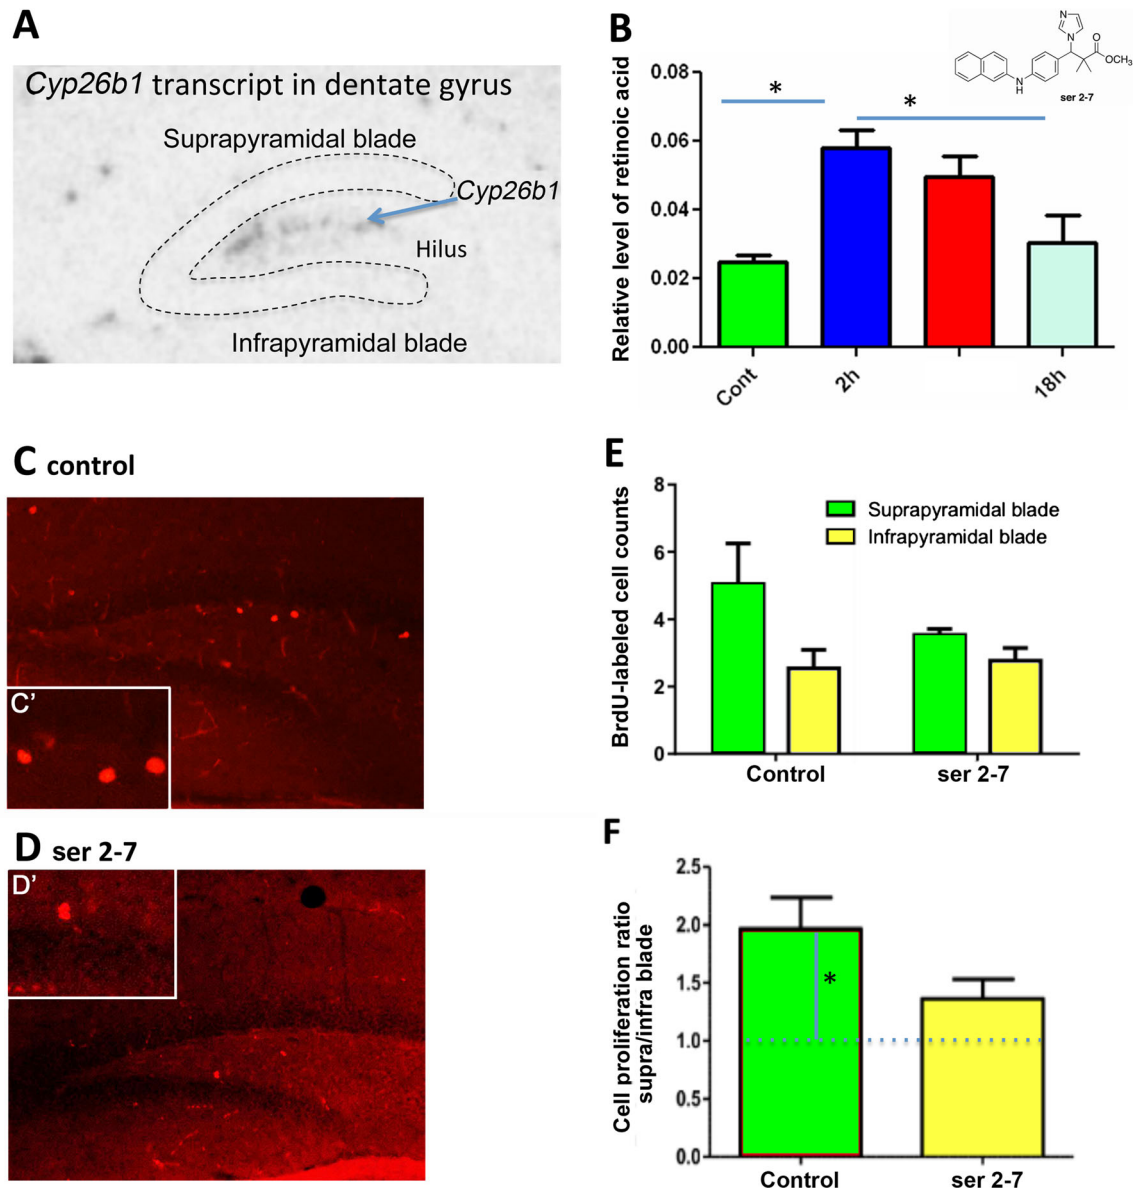 A
Cyp26b1 transcript in dentate gyrus
Suprapyramidal blade
Cyp26b1
Hilus
Infrapyramidal blade
B
N
N
O
OCH3
N
H
ser 2-7
Relative level of retinoic acid
0.08
0.06
0.04
0.02
0.00
*
*
Cont
2h
18h
C control
C'
D ser 2-7
D'
E
BrdU-labeled cell counts
8
6
4
2
0
Suprapyramidal blade
Infrapyramidal blade
Control
ser 2-7
F
Cell proliferation ratio
supra/infra blade
2.5
2.0
1.5
1.0
0.5
0.0
*
Control
ser 2-7